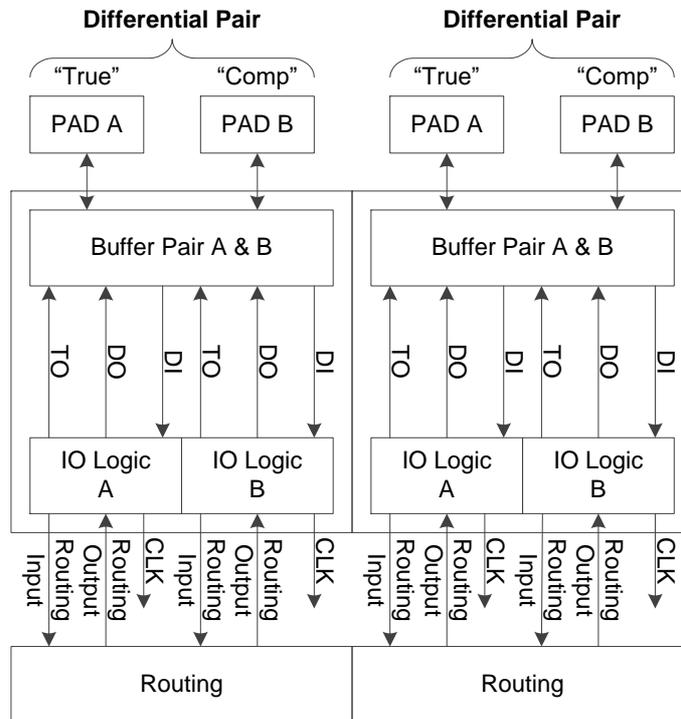 Differential Pair
Differential Pair
“True”
“Comp”
“True”
“Comp”
PAD A
PAD B
PAD A
PAD B
Buffer Pair A & B
Buffer Pair A & B
TO
DO
DI
TO
DO
DI
TO
DO
DI
TO
DO
DI
IO Logic
A
IO Logic
B
IO Logic
A
IO Logic
B
Routing
Input
Routing
Output
CLK
Routing
Input
Routing
Output
CLK
Routing
Input
Routing
Output
CLK
Routing
Input
Routing
Output
CLK
Routing
Routing